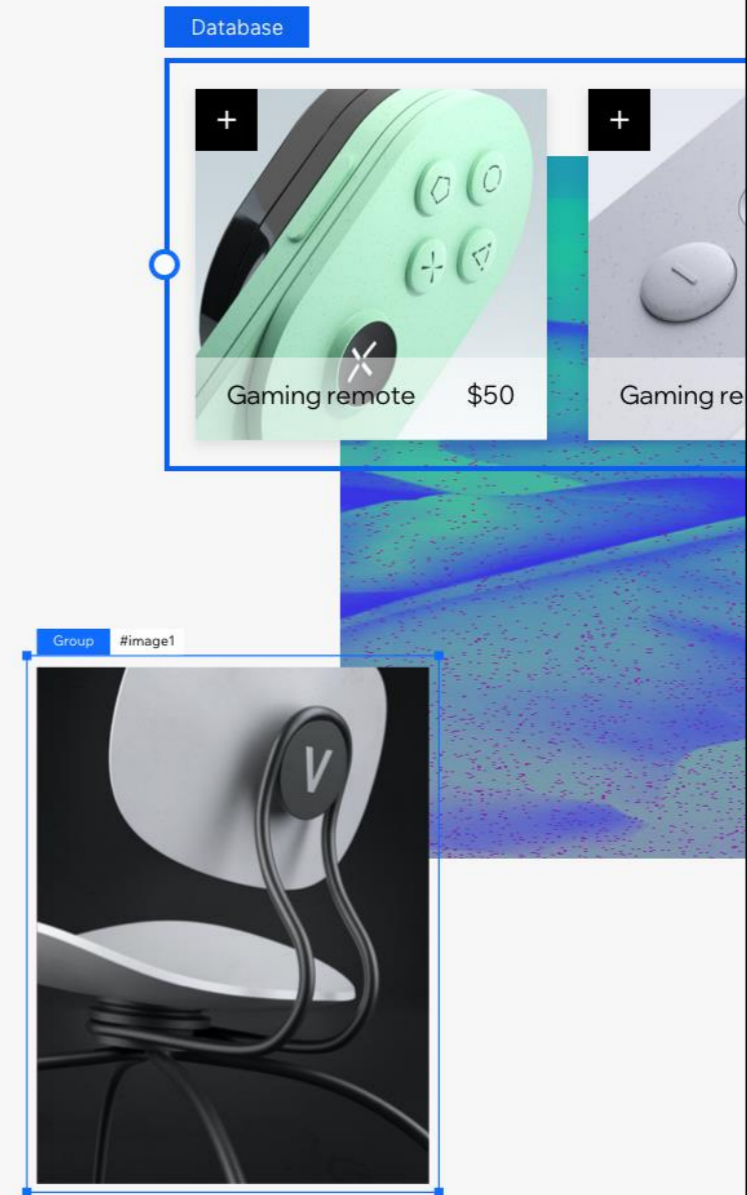 Database
+
+
X
Gaming remote $50
Gaming re
Group #image1
V